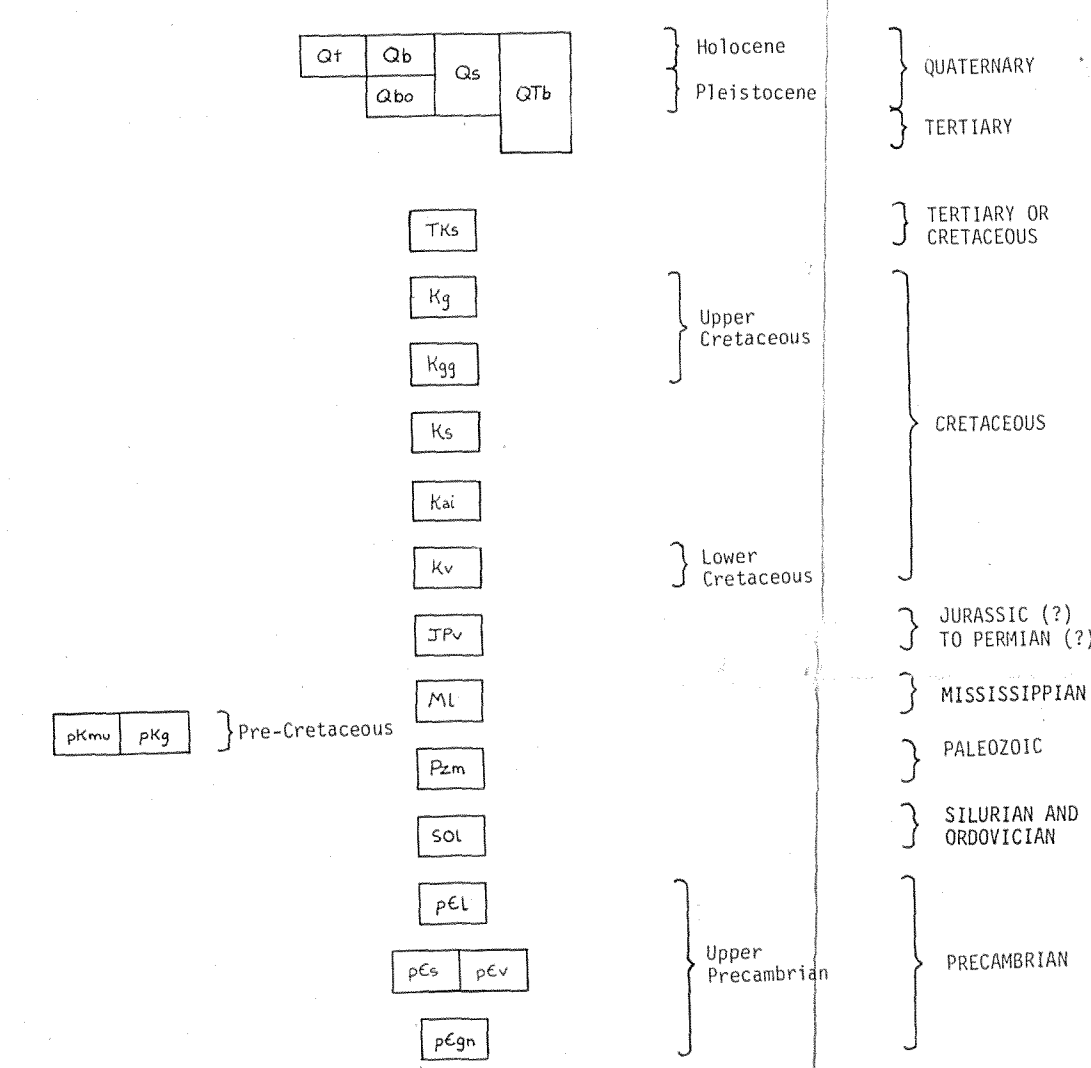 Qt Qb Qs QTb Holocene QUATERNARY
Qbo Pleistocene
TERTIARY
TKs TERTIARY OR
CRETACEOUS
Kg Upper
Cretaceous
Kgg
Ks CRETACEOUS
Kai
Kv Lower
Cretaceous
JPv JURASSIC (?)
TO PERMIAN (?)
Ml MISSISSIPPIAN
pKmu pKg Pre-Cretaceous
Pzm PALEOZOIC
SOl SILURIAN AND
ORDOVICIAN
p€l
p€s p€v Upper
Precambrian PRECAMBRIAN
p€gn